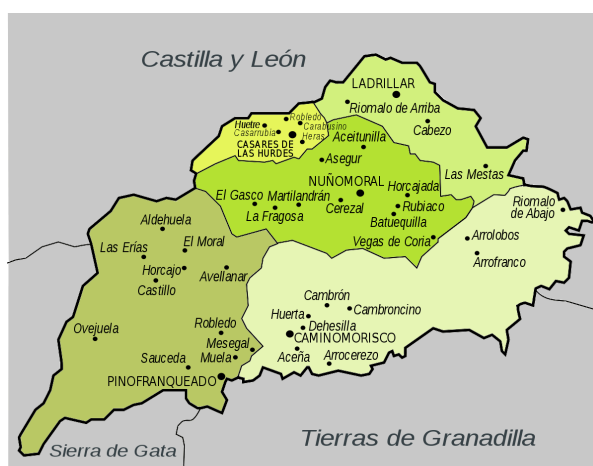 Castilla y León
LADRILLAR
Riomalo de Arriba
Cabezo
Las Mestas
Robledo
Huetre
Carabusino
Casarrubia
Heras
CASARES DE
LAS HURDES
Aceitunilla
Asegur
NUÑOMORAL
Horcajada
El Gasco
Martilandrán
Cerezal
Rubiaco
La Fragosa
Batuequilla
Vegas de Coria
Riomalo
de Abajo
Arrolobos
Arrofranco
Aldehuela
Las Erías
El Moral
Horcajo
Castillo
Avellanar
Ovejuela
Robledo
Mesegal
Sauceda
Muela
PINOFRANQUEADO
Cambrón
Huerta
Cambroncino
Dehesilla
CAMINOMORISCO
Aceña
Arrocerezo
Sierra de Gata
Tierras de Granadilla